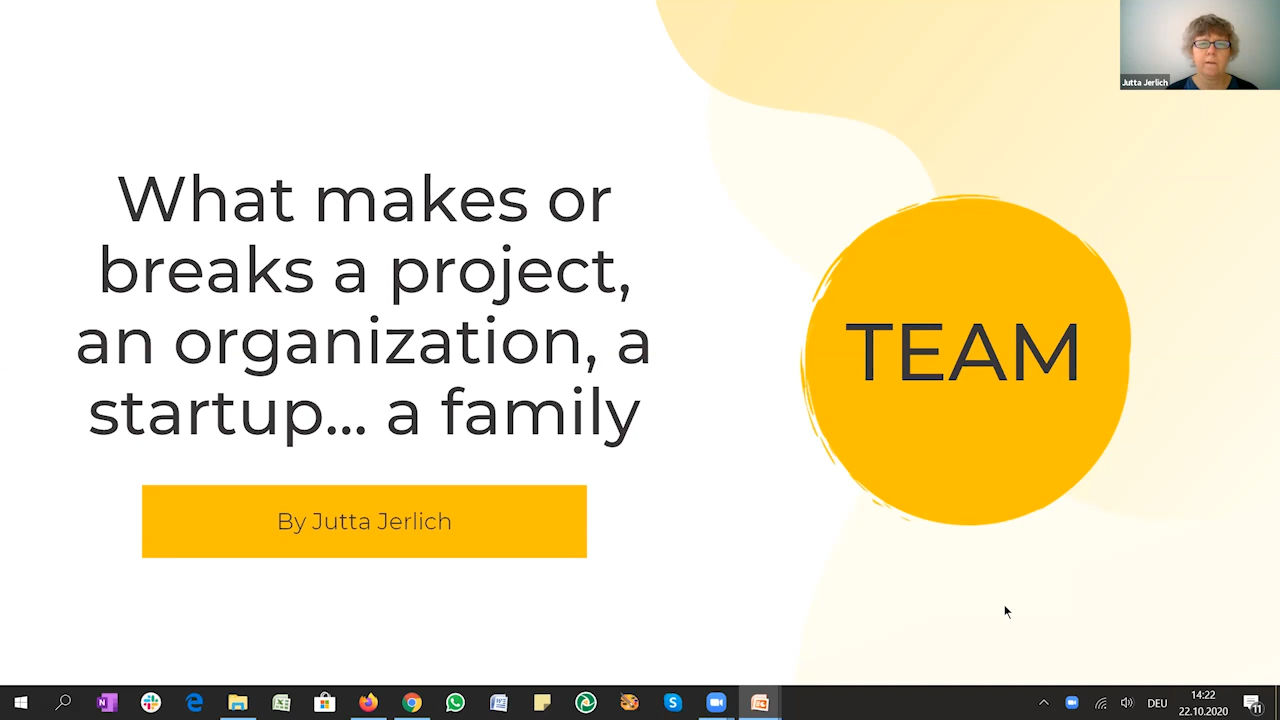 Jutta Jerlich
What makes or
breaks a project,
an organization, a
startup... a family
By Jutta Jerlich
TEAM
DEU
14:22
22.10.2020
11